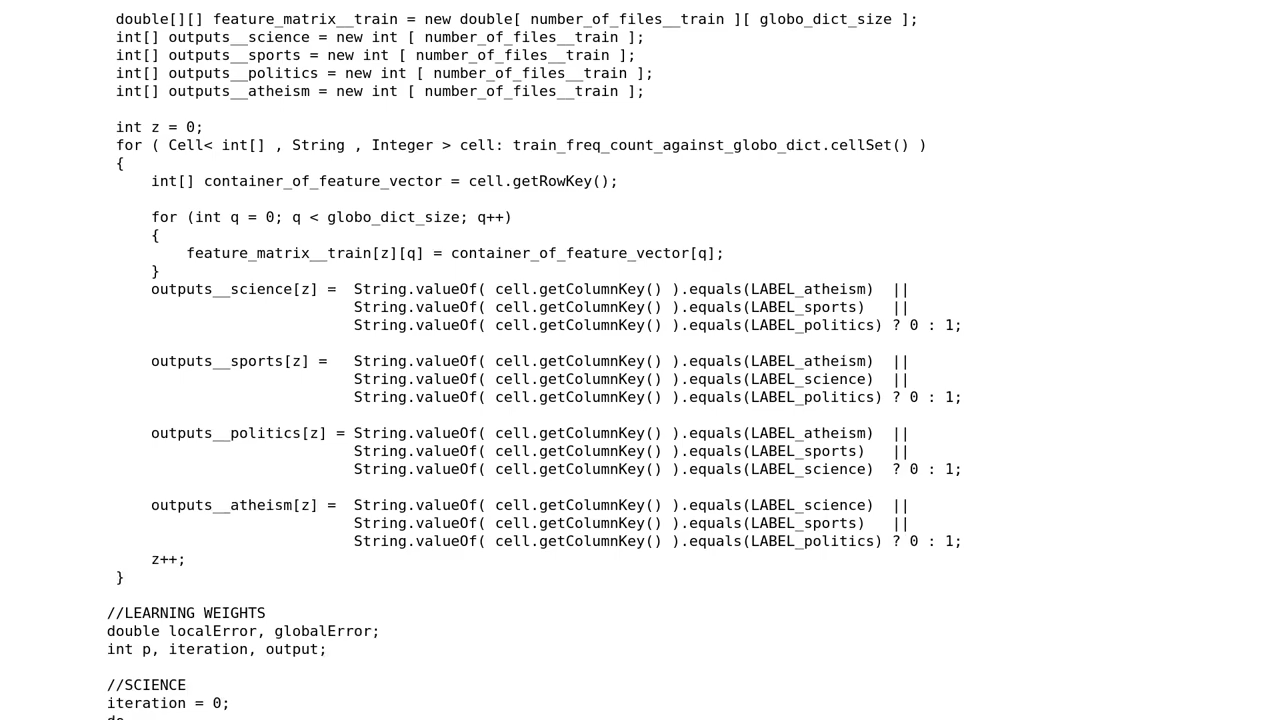 double[][] feature_matrix__train = new double[ number_of_files__train ][ globo_dict_size ];
int[] outputs__science = new int [ number_of_files__train ];
int[] outputs__sports = new int [ number_of_files__train ];
int[] outputs__politics = new int [ number_of_files__train ];
int[] outputs__atheism = new int [ number_of_files__train ];
int z = 0;
for ( Cell< int[] , String , Integer > cell: train_freq_count_against_globo_dict.cellSet() )
{
int[] container_of_feature_vector = cell.getRowKey();
for (int q = 0; q < globo_dict_size; q++)
{
feature_matrix__train[z][q] = container_of_feature_vector[q];
}
outputs__science[z] =  String.valueOf( cell.getColumnKey() ).equals(LABEL_atheism)  ||
String.valueOf( cell.getColumnKey() ).equals(LABEL_sports)   ||
String.valueOf( cell.getColumnKey() ).equals(LABEL_politics) ? 0 : 1;
outputs__sports[z] =   String.valueOf( cell.getColumnKey() ).equals(LABEL_atheism)  ||
String.valueOf( cell.getColumnKey() ).equals(LABEL_science)  ||
String.valueOf( cell.getColumnKey() ).equals(LABEL_politics) ? 0 : 1;
outputs__politics[z] = String.valueOf( cell.getColumnKey() ).equals(LABEL_atheism)  ||
String.valueOf( cell.getColumnKey() ).equals(LABEL_sports)   ||
String.valueOf( cell.getColumnKey() ).equals(LABEL_science)  ? 0 : 1;
outputs__atheism[z] =  String.valueOf( cell.getColumnKey() ).equals(LABEL_science)  ||
String.valueOf( cell.getColumnKey() ).equals(LABEL_sports)   ||
String.valueOf( cell.getColumnKey() ).equals(LABEL_politics) ? 0 : 1;
z++;
}
//LEARNING WEIGHTS
double localError, globalError;
int p, iteration, output;
//SCIENCE
iteration = 0;